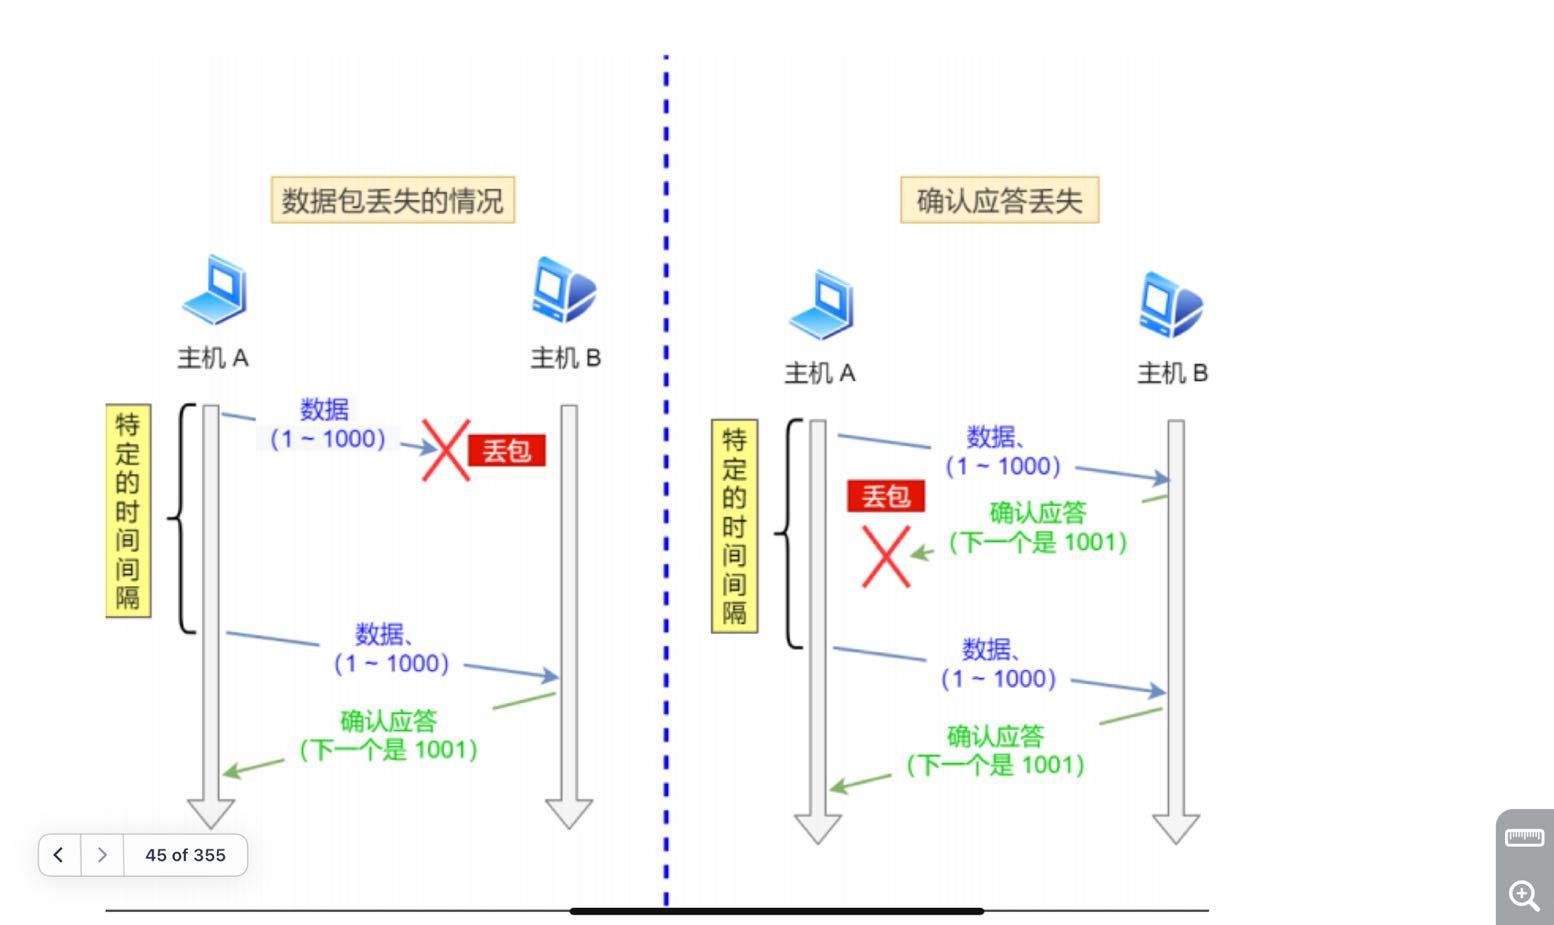 数据包丢失的情况
主机 A
主机 B
特定的时间间隔
数据
(1 ~ 1000)
丢包
数据、
(1 ~ 1000)
确认应答
(下一个是 1001)
确认应答丢失
主机 A
主机 B
特定的时间间隔
数据、
(1 ~ 1000)
丢包
确认应答
(下一个是 1001)
数据、
(1 ~ 1000)
确认应答
(下一个是 1001)
45 of 355